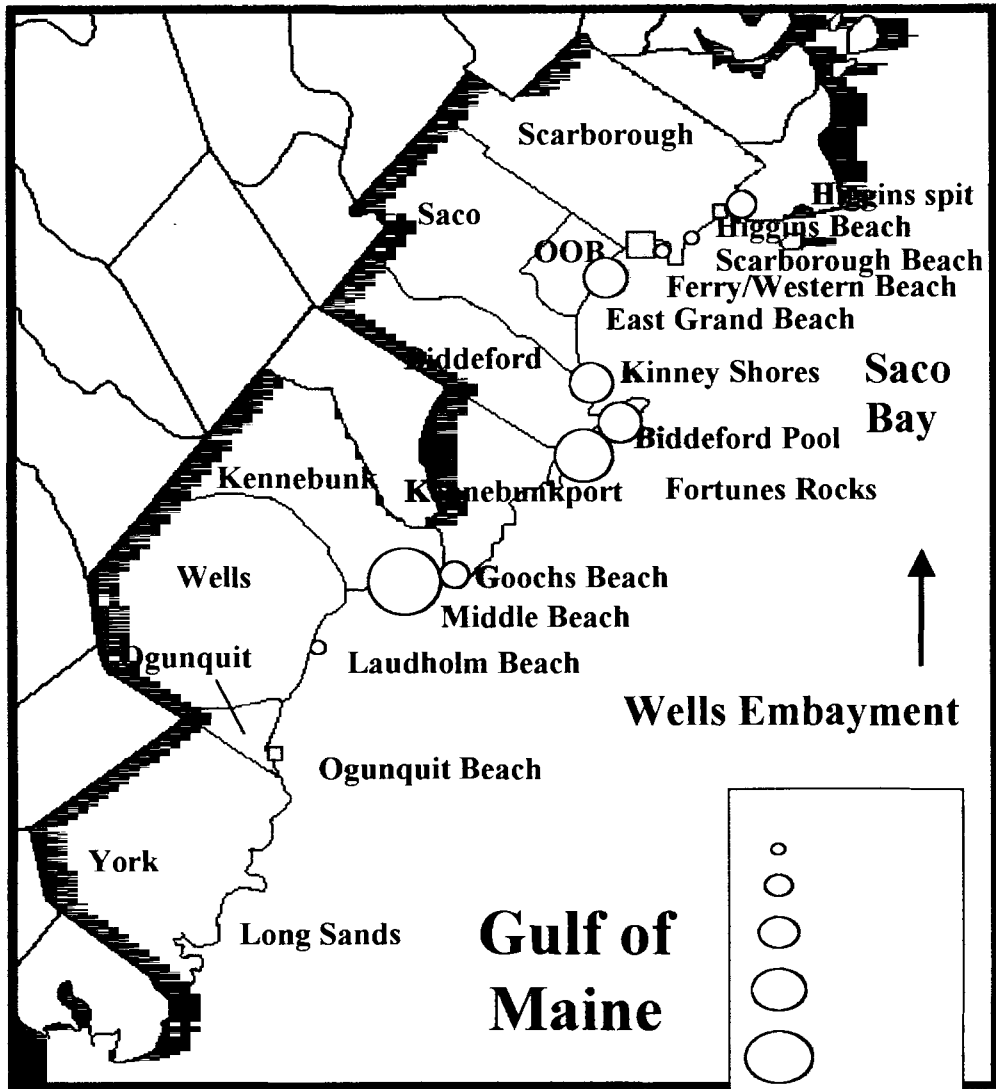 Scarborough
Higgins spit
Saco
Higgins Beach
OOB
Scarborough Beach
Ferry/Western Beach
East Grand Beach
Biddeford
Kinney Shores
Saco
Bay
Biddeford Pool
Kennebunk
Kennebunkport
Fortunes Rocks
Wells
Goochs Beach
Middle Beach
Ogunquit
Laudholm Beach
Wells Embayment
Ogunquit Beach
York
Long Sands
Gulf of
Maine